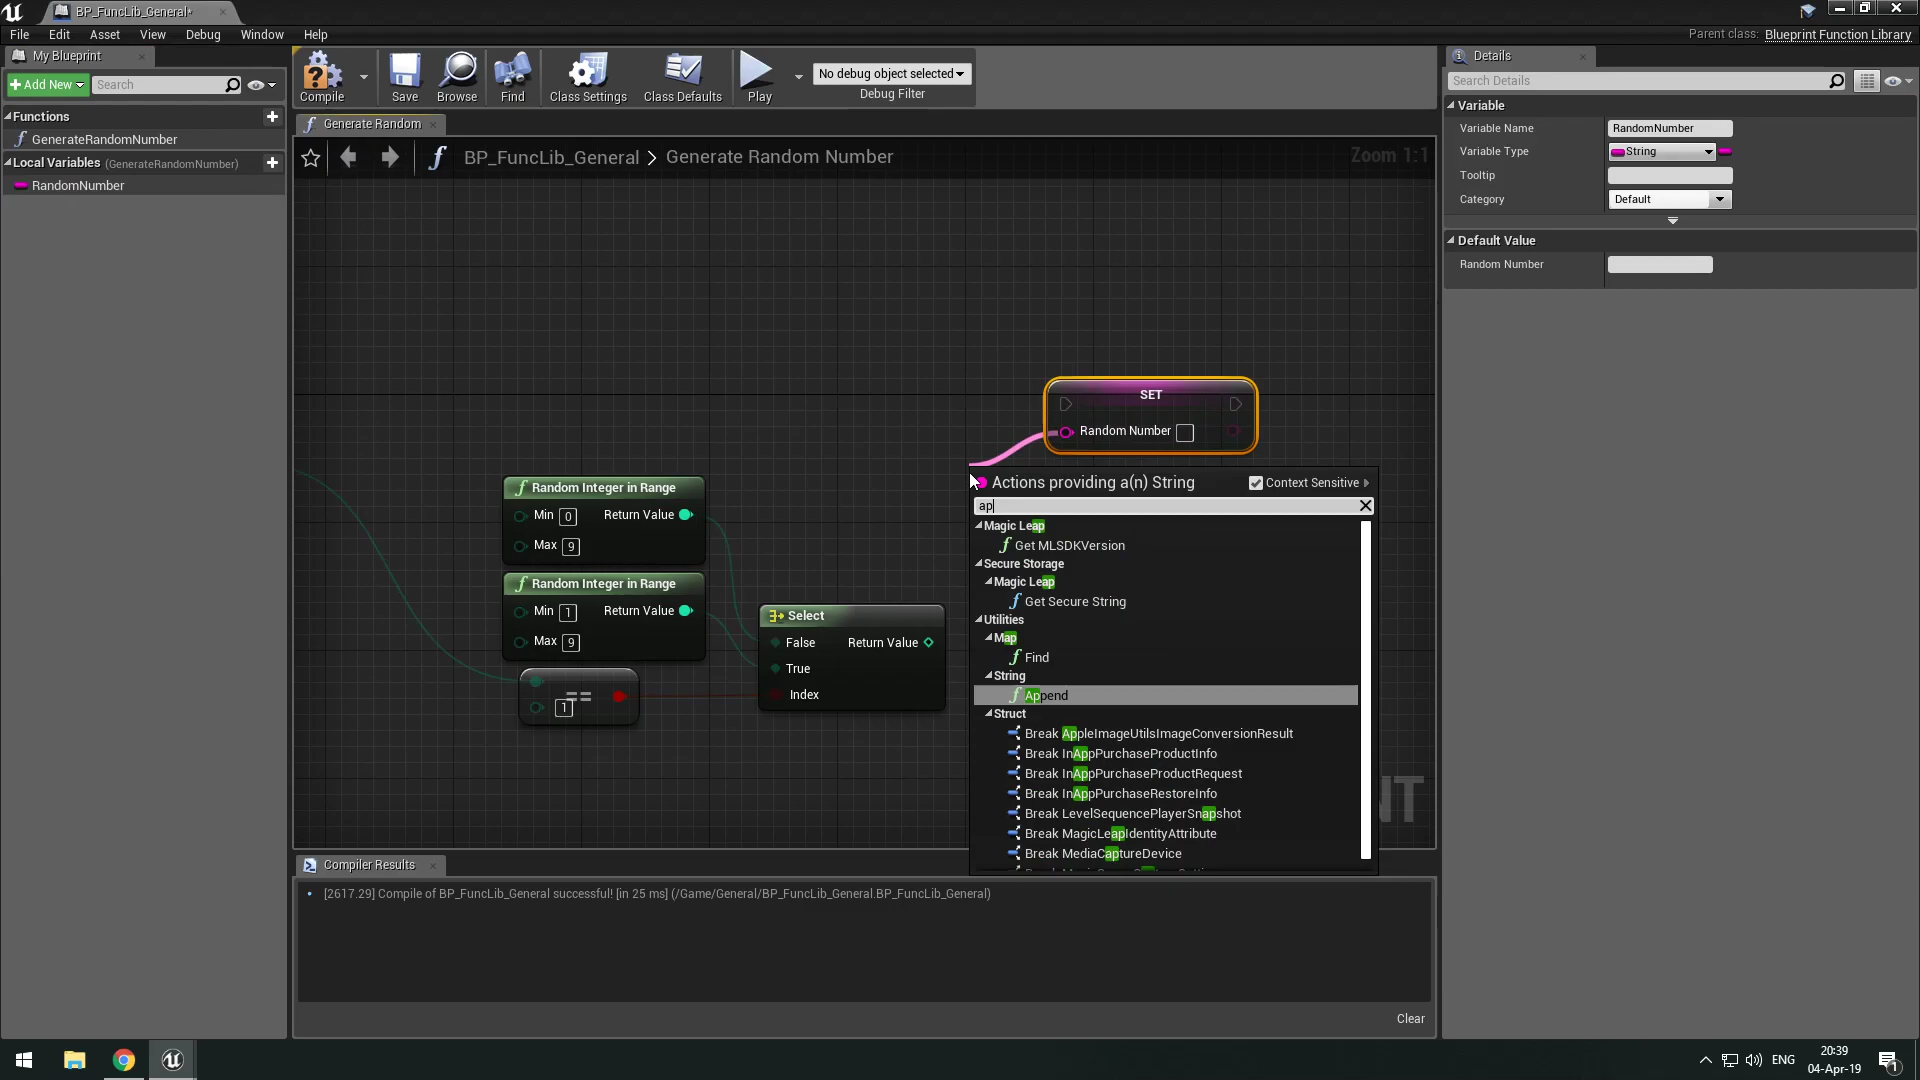 BP_FuncLib_General*
File Edit Asset View Debug Window Help
Parent class: Blueprint Function Library
My Blueprint
Add New
Search
Functions
GenerateRandomNumber
Local Variables (GenerateRandomNumber)
RandomNumber
Compile
Save
Browse
Find
Class Settings
Class Defaults
Play
No debug object selected
Debug Filter
Generate Random
BP_FuncLib_General > Generate Random Number
Zoom 1:1
SET
Random Number
Random Integer in Range
Min 0 Return Value
Max 9
Random Integer in Range
Min 1 Return Value
Max 9
== 
1
Select
False Return Value
True
Index
Actions providing a(n) String
Context Sensitive
ap
Magic Leap
Get MLSDKVersion
Secure Storage
Magic Leap
Get Secure String
Utilities
Map
Find
String
Append
Struct
Break AppleImageUtilsImageConversionResult
Break InAppPurchaseProductInfo
Break InAppPurchaseProductRequest
Break InAppPurchaseRestoreInfo
Break LevelSequencePlayerSnapshot
Break MagicLeapIdentityAttribute
Break MediaCaptureDevice
NT
Compiler Results
[2617.29] Compile of BP_FuncLib_General successful! [in 25 ms] (/Game/General/BP_FuncLib_General.BP_FuncLib_General)
Clear
Details
Search Details
Variable
Variable Name RandomNumber
Variable Type String
Tooltip
Category Default
Default Value
Random Number
ENG
20:39
04-Apr-19
1